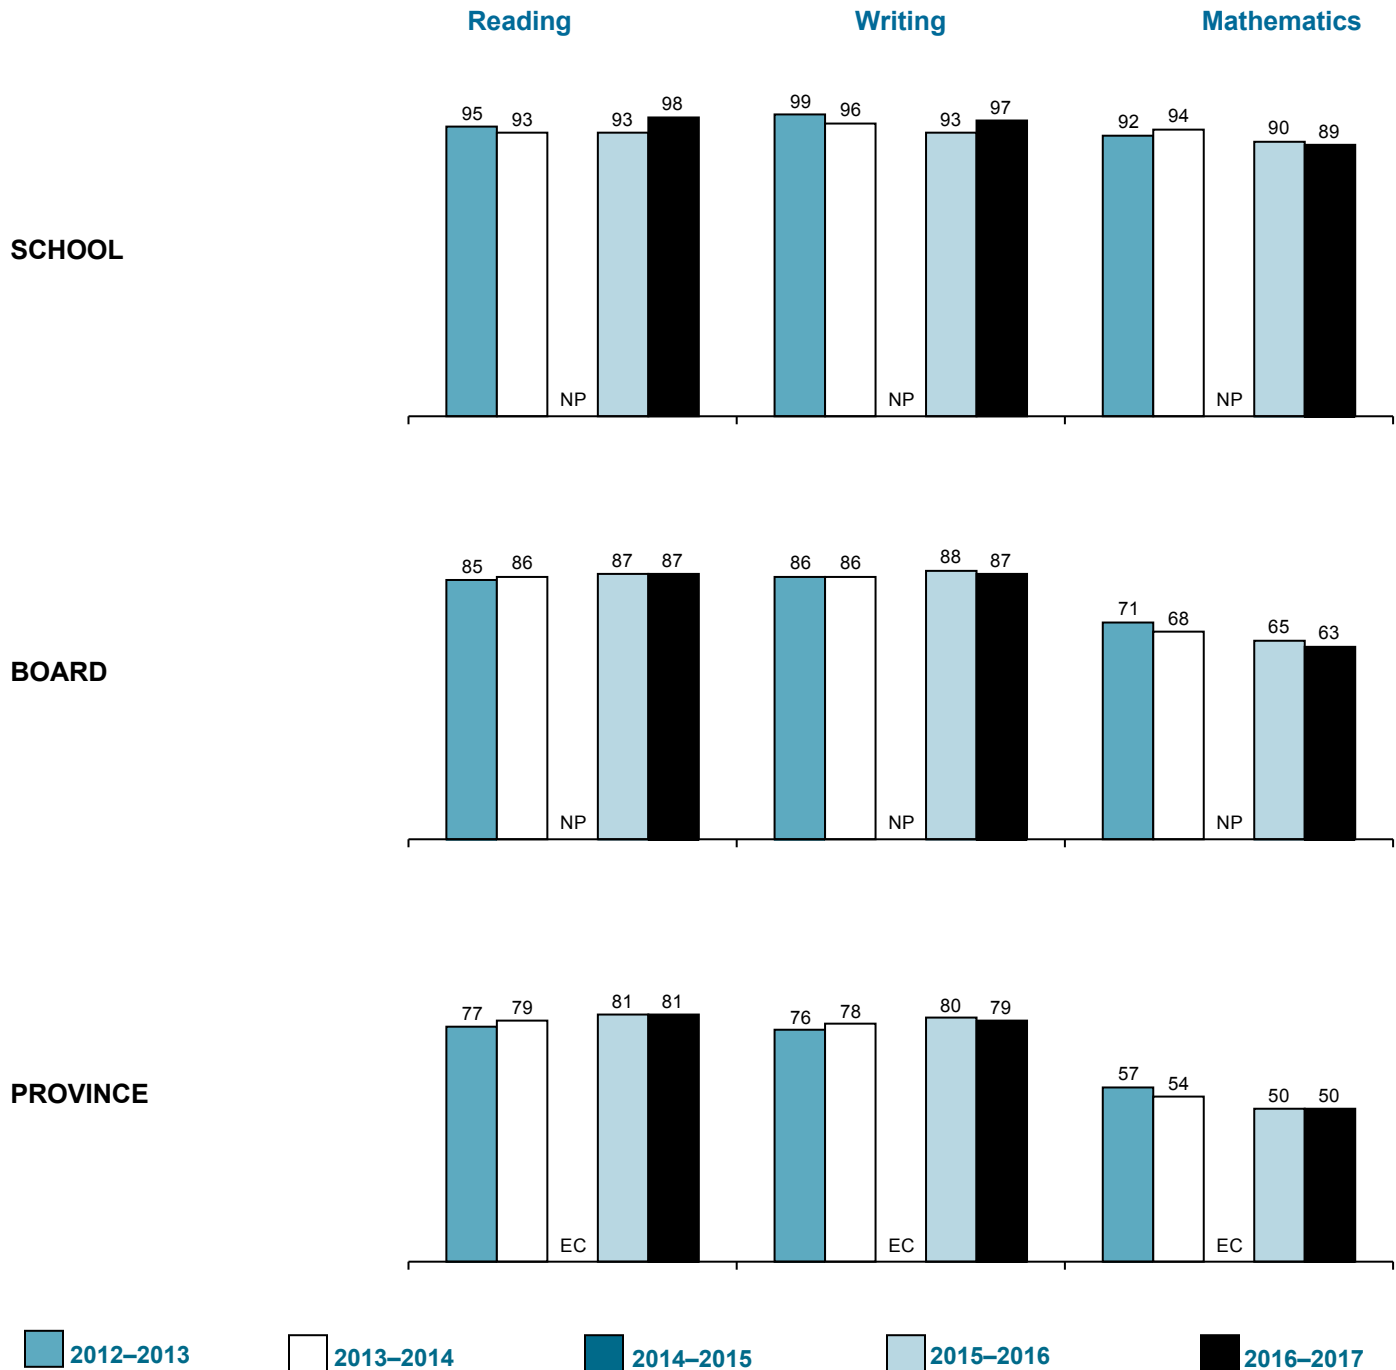 Reading Writing Mathematics
SCHOOL
95 93 NP 93 98 99 96 NP 93 97 92 94 NP 90 89
BOARD
85 86 NP 87 87 86 86 NP 88 87 71 68 NP 65 63
PROVINCE
77 79 EC 81 81 76 78 EC 80 79 57 54 EC 50 50
2012–2013 2013–2014 2014–2015 2015–2016 2016–2017